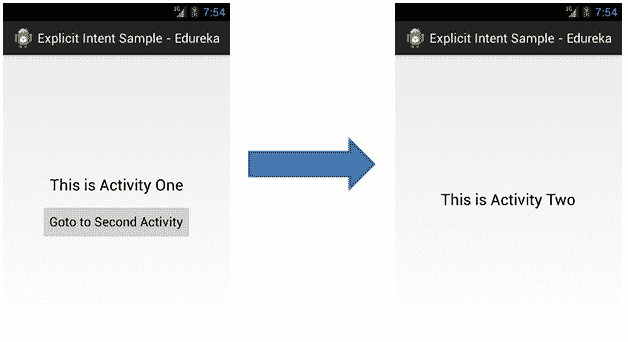 3G 7:54
Explicit Intent Sample - Edureka
This is Activity One
Goto to Second Activity
3G 7:54
Explicit Intent Sample - Edureka
This is Activity Two